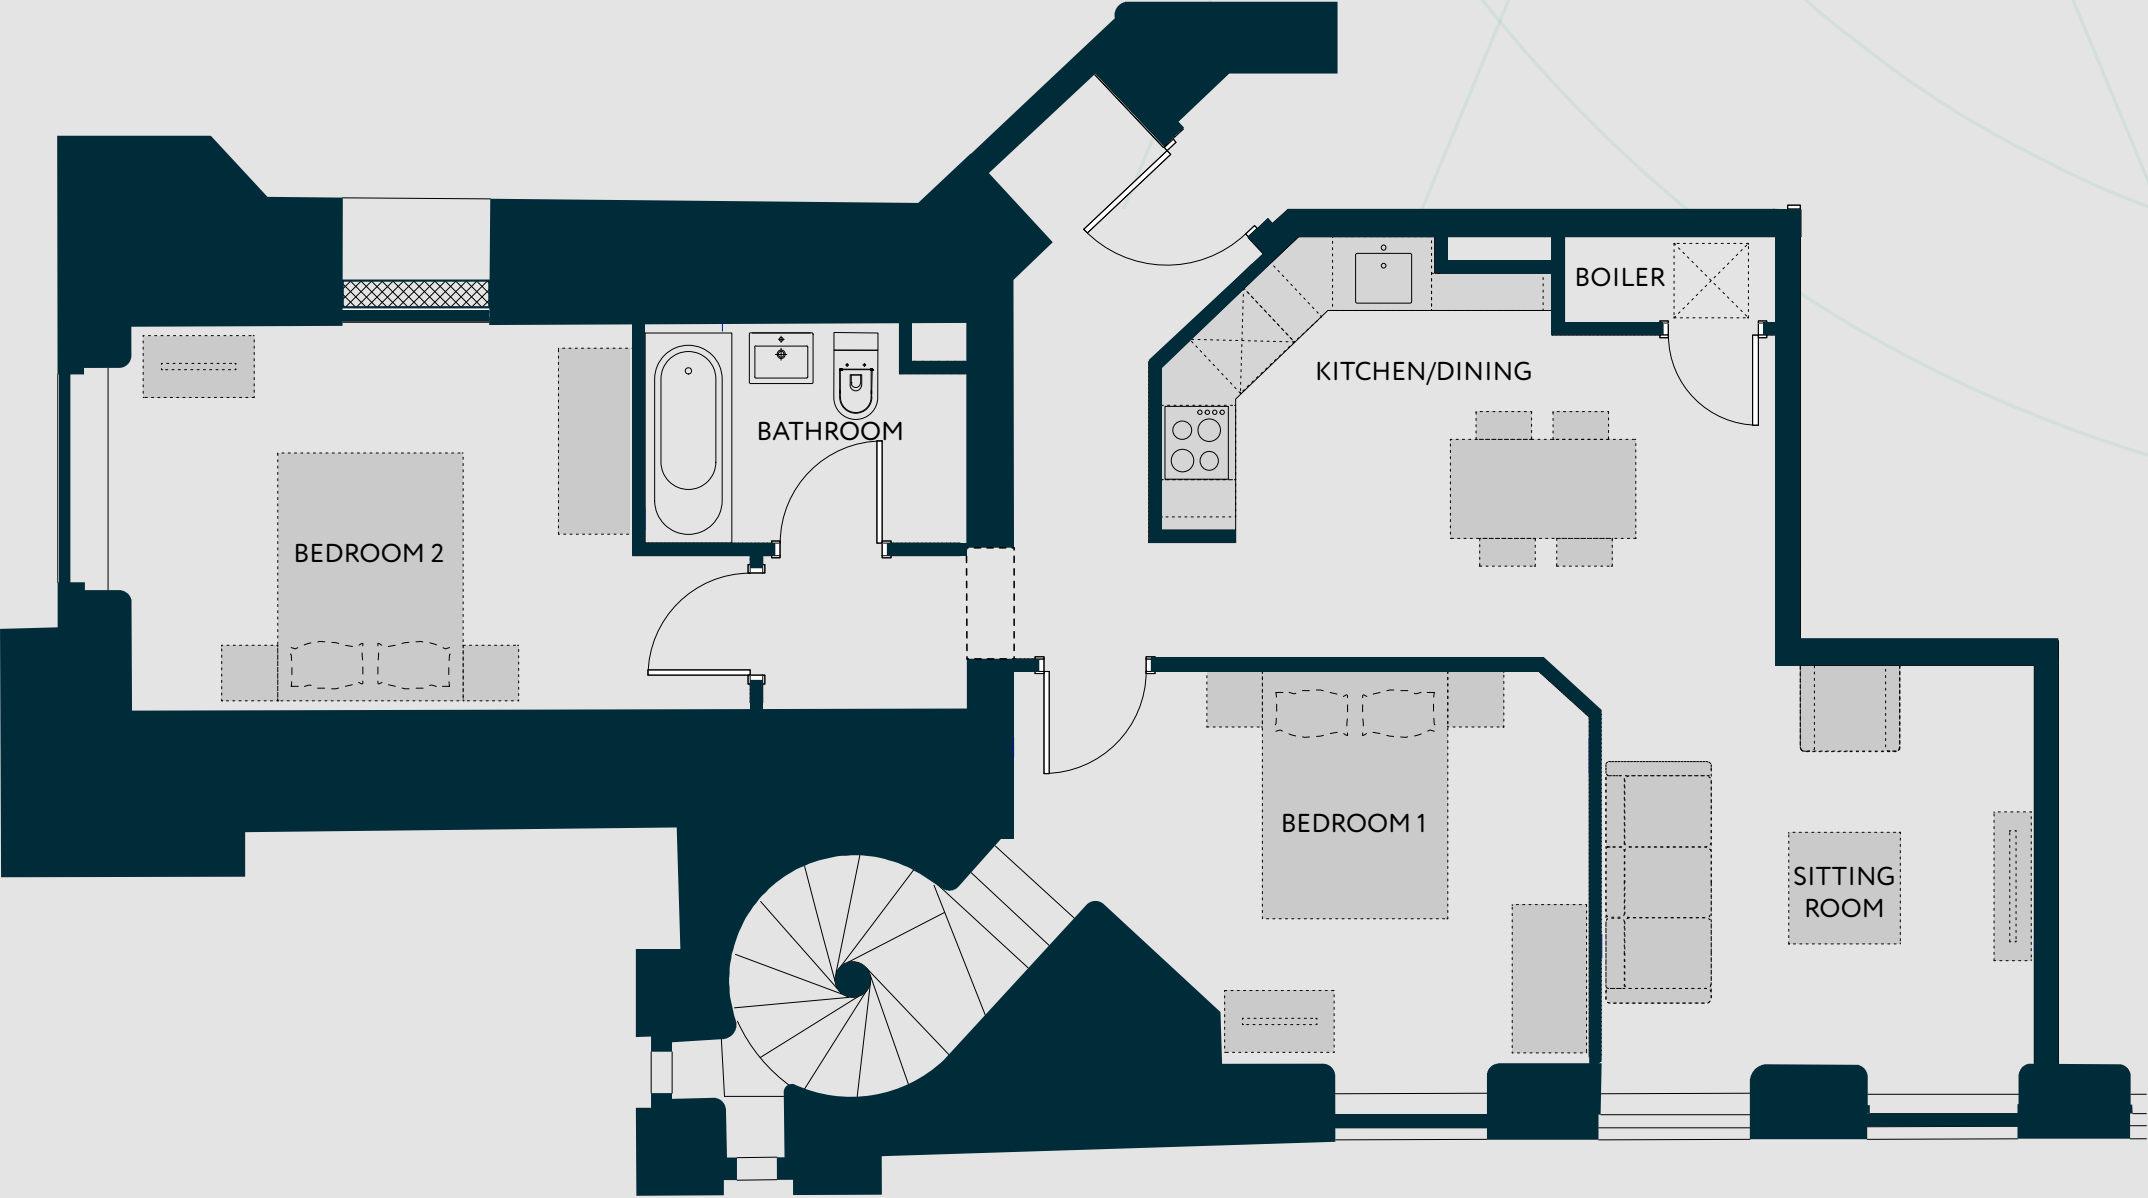 BOILER
KITCHEN/DINING
BATHROOM
BEDROOM 2
BEDROOM 1
SITTING
ROOM